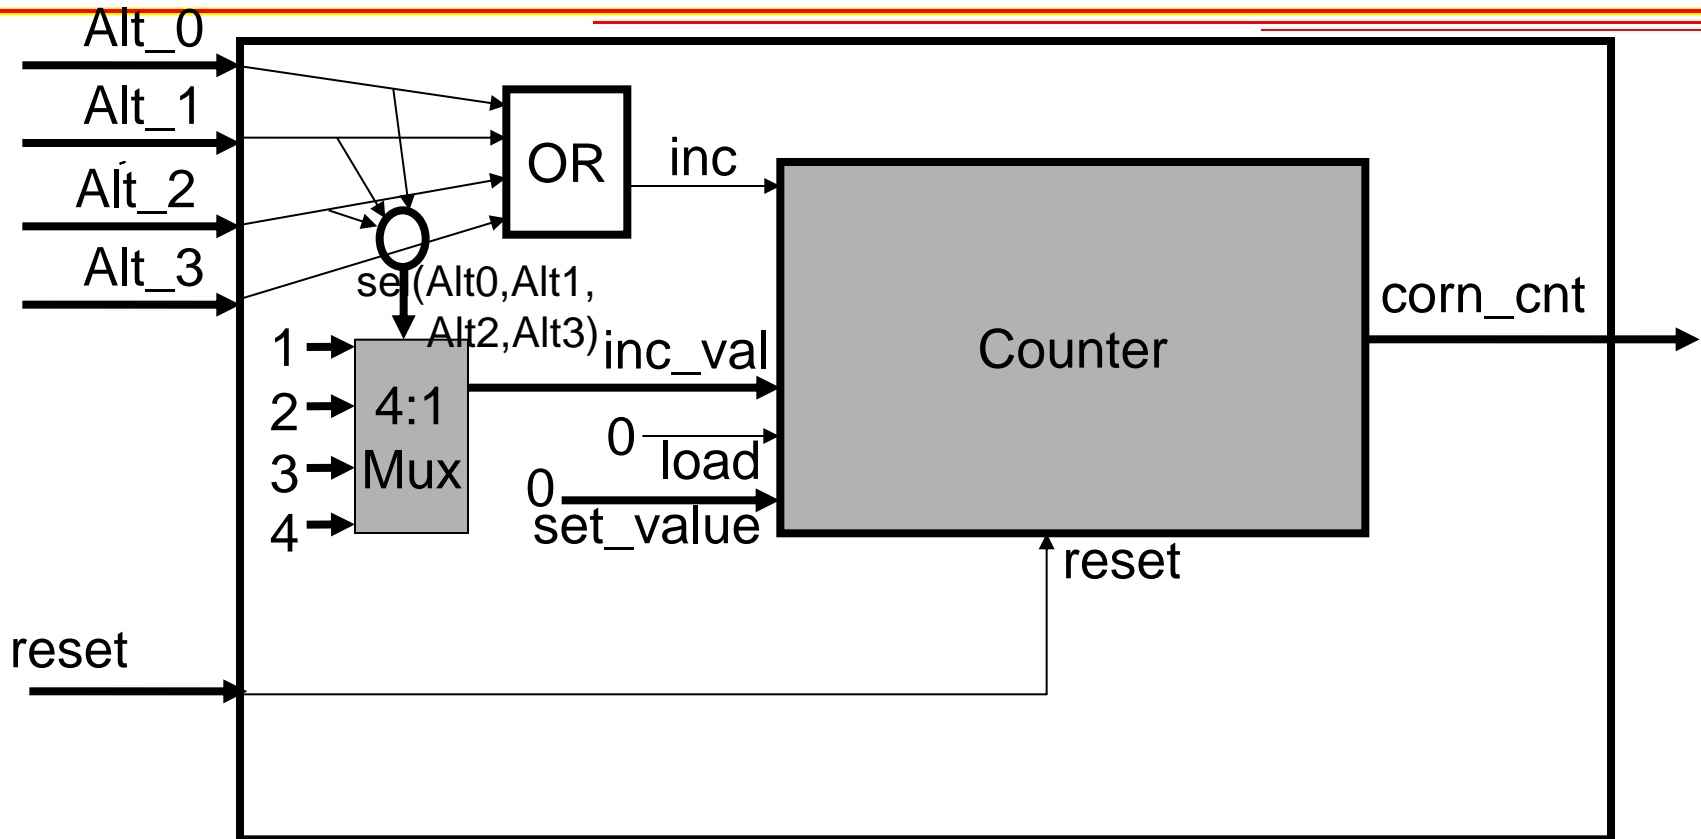 Alt_0
Alt_1
Alt_2
Alt_3
OR
inc
sel(Alt0,Alt1,
Alt2,Alt3)
1
2
3
4
4:1
Mux
inc_val
0
load
0
set_value
Counter
corn_cnt
reset
reset